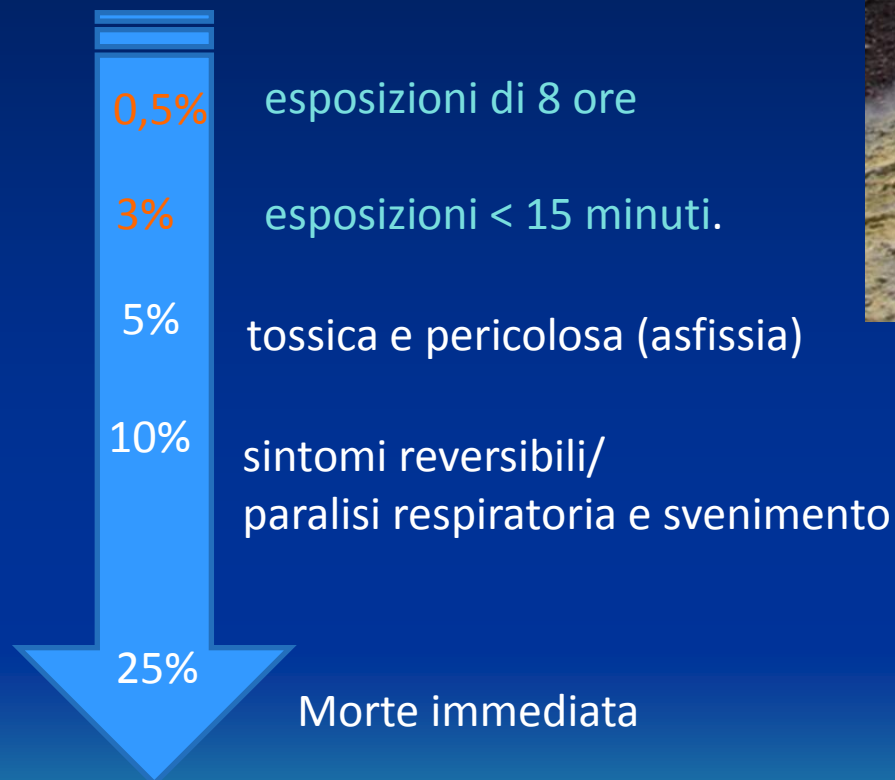 0,5% esposizioni di 8 ore
3% esposizioni < 15 minuti.
5% tossica e pericolosa (asfissia)
10% sintomi reversibili/
paralisi respiratoria e svenimento
25% Morte immediata